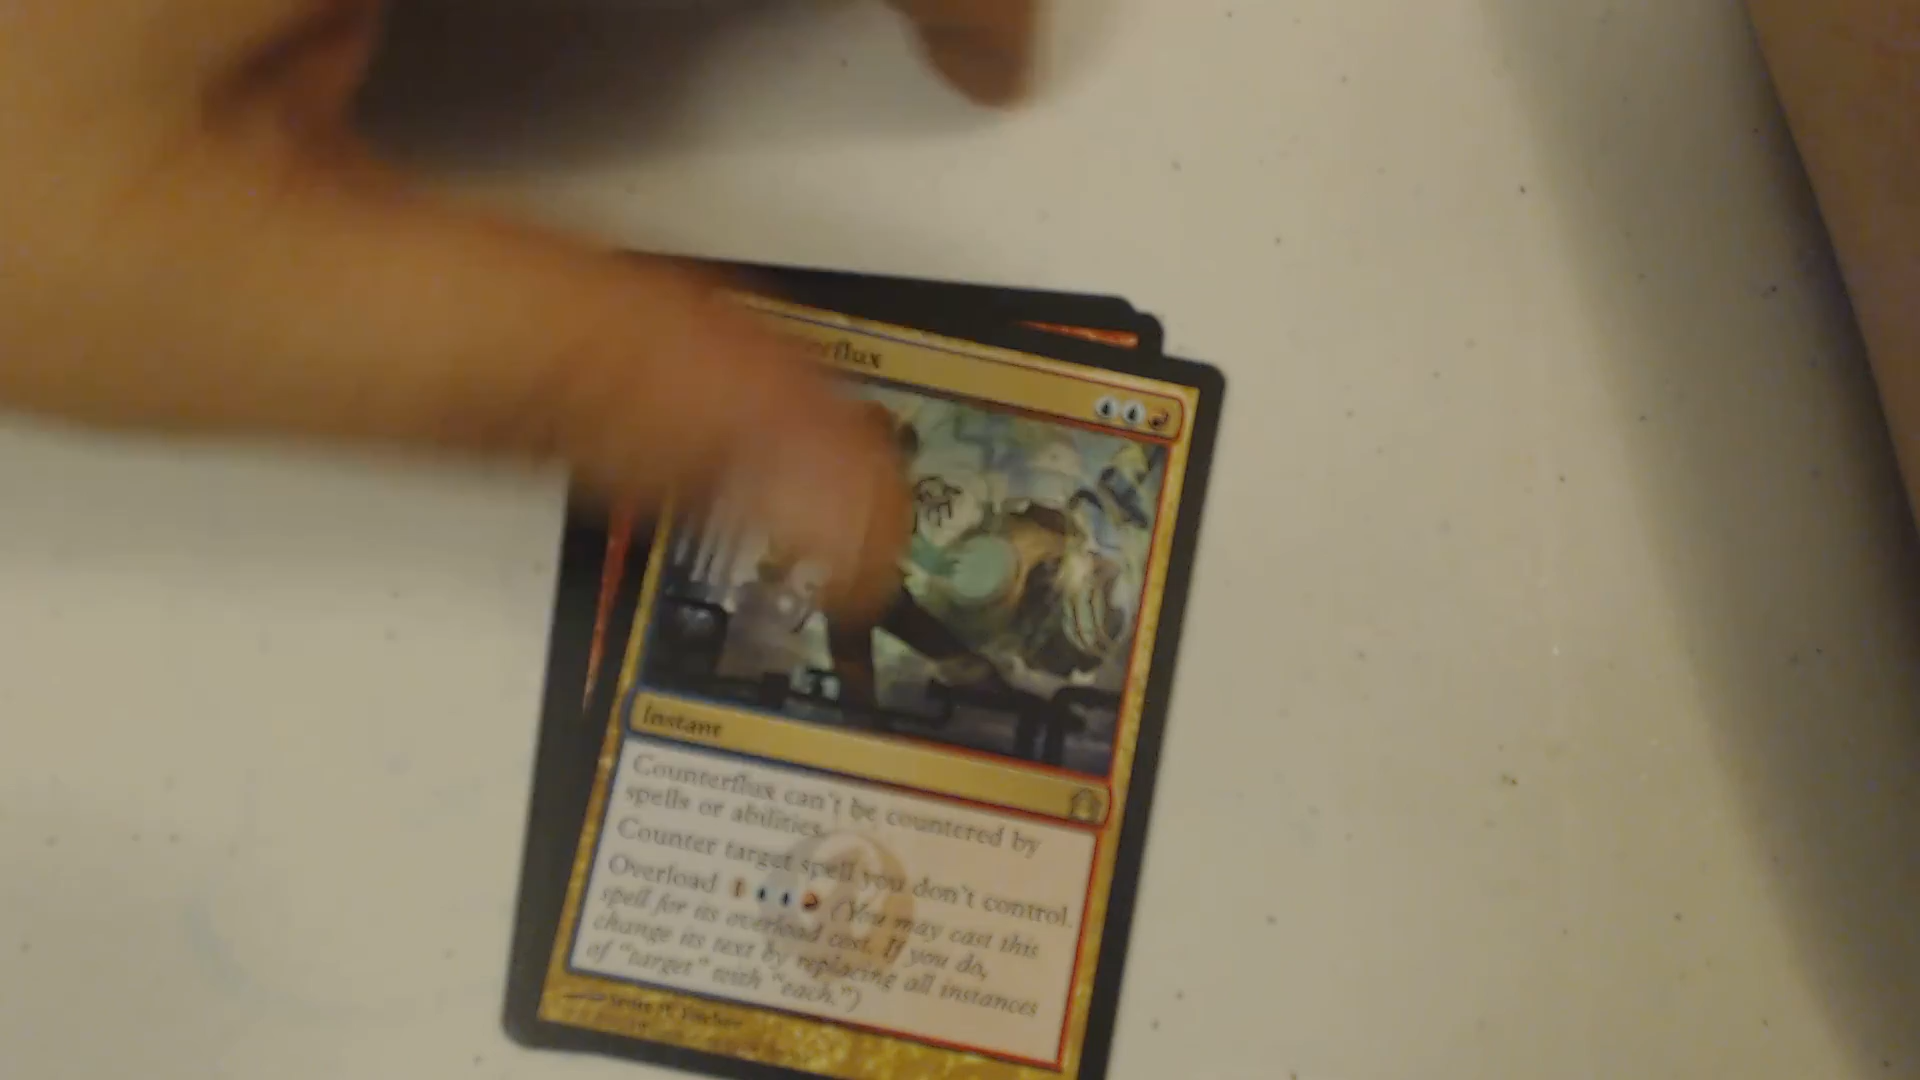 erflux
Instant
Counterflux can't be countered by
spells or abilities.
Counter target spell you don't control.
Overload 1 (You may cast this
spell for its overload cost. If you do,
change its text by replacing all instances
of "target" with "each.")